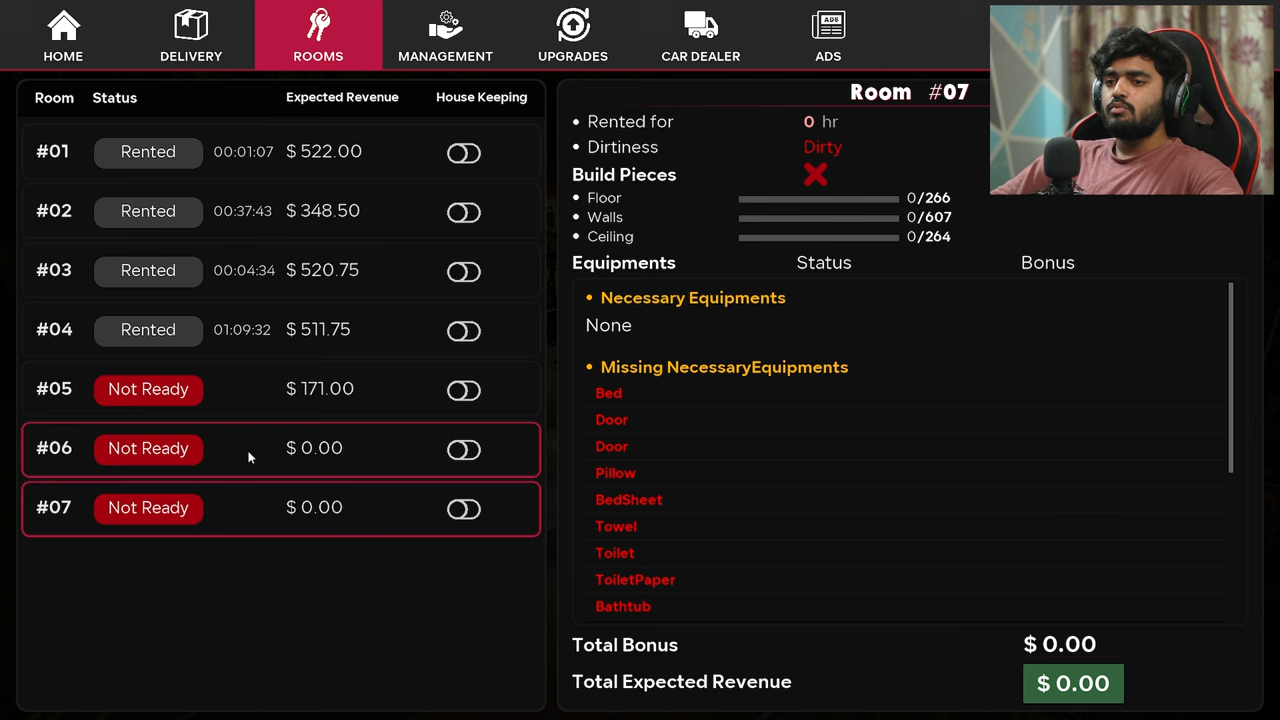 HOME DELIVERY ROOMS MANAGEMENT UPGRADES CAR DEALER ADS
ADS
Room Status Expected Revenue House Keeping
#01 Rented 00:01:07 $ 522.00
#02 Rented 00:37:43 $ 348.50
#03 Rented 00:04:34 $ 520.75
#04 Rented 01:09:32 $ 511.75
#05 Not Ready $ 171.00
#06 Not Ready $ 0.00
#07 Not Ready $ 0.00
Room #07
• Rented for 0 hr
• Dirtiness Dirty
Build Pieces
• Floor 0/266
• Walls 0/607
• Ceiling 0/264
Equipments Status Bonus
• Necessary Equipments
None
• Missing NecessaryEquipments
Bed
Door
Door
Pillow
BedSheet
Towel
Toilet
ToiletPaper
Bathtub
Total Bonus $ 0.00
Total Expected Revenue $ 0.00